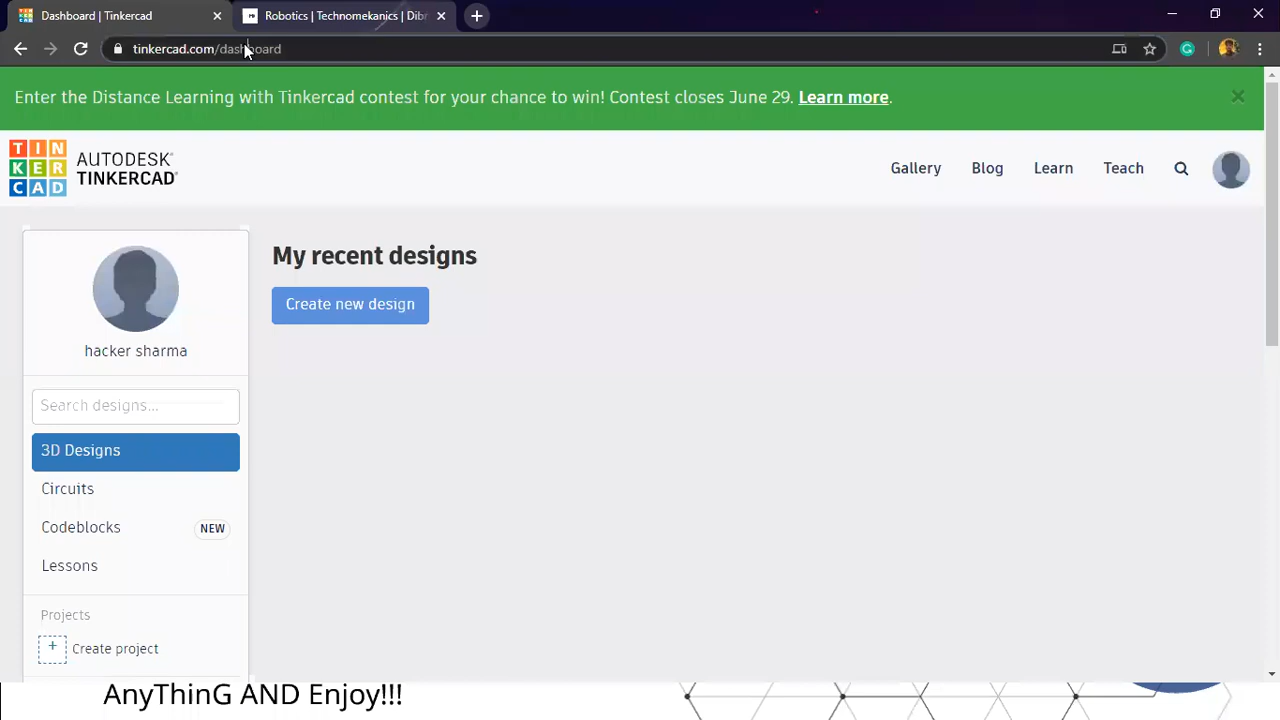 Dashboard | Tinkercad
Robotics | Technomekanics | Dibr
tinkercad.com/dashboard
Enter the Distance Learning with Tinkercad contest for your chance to win! Contest closes June 29. Learn more.
TIN
KER
CAD
AUTODESK
TINKERCAD
Gallery
Blog
Learn
Teach
hacker sharma
Search designs...
3D Designs
Circuits
Codeblocks
NEW
Lessons
Projects
Create project
My recent designs
Create new design
AnyThinG AND Enjoy!!!